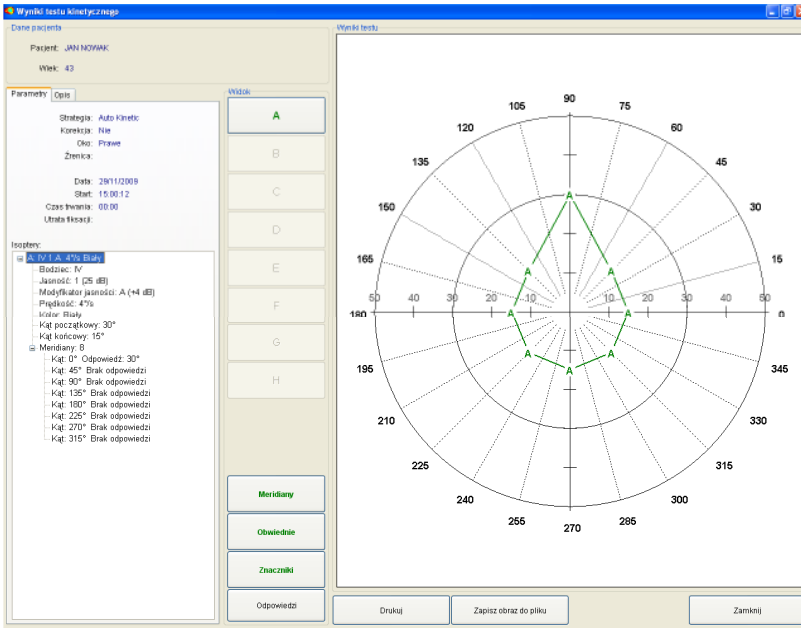 Wyniki testu kinetycznego
Dane pacjenta
Pacjent: JAN NOWAK
Wiek: 43
Parametry Opis
Strategia: Auto Kinetic
Korekcja: Nie
Oko: Prawe
Źrenica:
Data: 29/11/2009
Start: 15:00:12
Czas trwania: 00:00
Utrata fiksacji:
Isoptery:
A: IV 1 A 4°/s Biały
Bodziec: IV
Jasność: 1 (25 dB)
Modyfikator jasności: A (+4 dB)
Prędkość: 4°/s
Kolor: Biały
Kąt początkowy: 30°
Kąt końcowy: 15°
Meridiany: 8
Kąt: 0° Odpowiedź: 30°
Kąt: 45° Brak odpowiedzi
Kąt: 90° Brak odpowiedzi
Kąt: 135° Brak odpowiedzi
Kąt: 180° Brak odpowiedzi
Kąt: 225° Brak odpowiedzi
Kąt: 270° Brak odpowiedzi
Kąt: 315° Brak odpowiedzi
Widok
A
B
C
D
E
F
G
H
Meridiany
Obwiednie
Znaczniki
Odpowiedzi
Wyniki testu
90
105 75
120 60
135 45
A
150 30
165 15
A A
50 40 30 20 10 10 20 30 40 50
180 A A 0
A A
A
195 345
210 330
225 315
240 300
255 285
270
Drukuj Zapisz obraz do pliku Zamknij